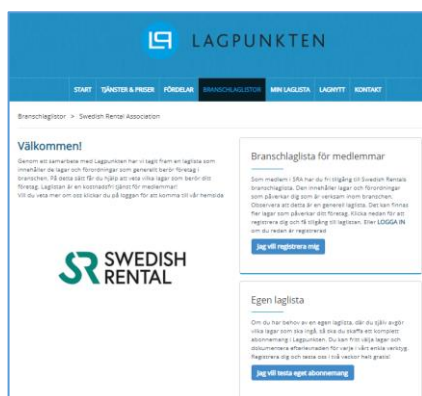 LAGPUNKTEN
START TJÄNSTER & PRISER FÖRDELAR BRANSCHLAGLISTOR MIN LAGLISTA LAGNYTT KONTAKT
Branschlaglistor > Swedish Rental Association
Välkommen!
Genom ett samarbete med Lagpunkten har vi tagit fram en laglista som
innehåller de lagar och förordningar som generellt berör företag i
branschen. På detta sätt får du hjälp att veta vilka lagar som berör ditt
företag. Laglistan är en kostnadsfri tjänst för medlemmar!
Vill du veta mer om oss klickar du på loggan för att komma till vår hemsida
SR SWEDISH
RENTAL
Branschlaglista för medlemmar
Som medlem i SRA har du fri tillgång till Swedish Rentals
branschlaglista. Den innehåller lagar och förordningar
som påverkar dig som är verksam inom branschen.
Observera att detta är en generell laglista. Det kan finnas
fler lagar som påverkar ditt företag. Klicka nedan för att
registrera dig och få tillgång till laglistan. Eller LOGGA IN
om du redan är registrerad
Jag vill registrera mig
Egen laglista
Om du har behov av en egen laglista, där du själv avgör
vilka lagar som ska ingå, så ska du skaffa ett komplett
abonnemang i Lagpunkten. Du kan fritt välja lagar och
dokumentera efterlevnaden för varje i vårt enkla verktyg.
Registrera dig och testa oss i två veckor helt gratis!
Jag vill testa eget abonnemang